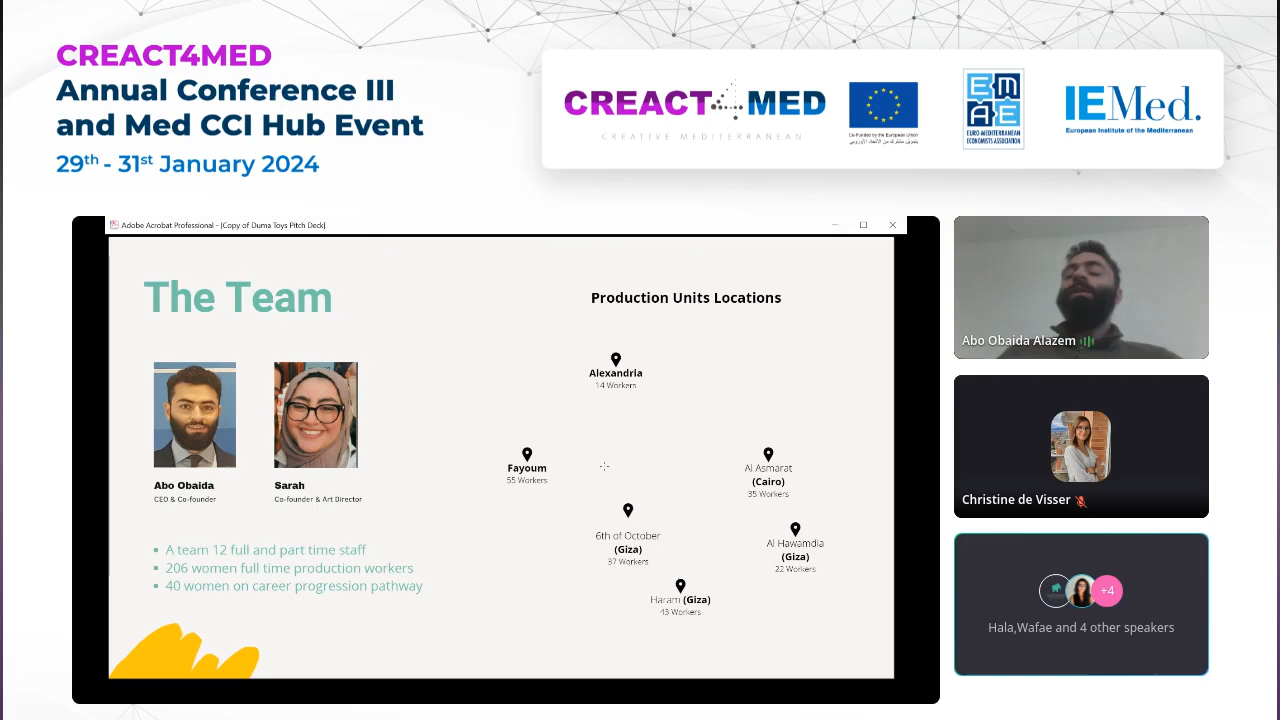 CREACT4MED
Annual Conference III
and Med CCI Hub Event
29th - 31st January 2024
CREACT4MED
CREATIVE MEDITERRANEAN
Co-Funded by the European Union
بتمويل مشترك من الاتحاد الأوروبي
EMEA
EURO-MEDITERRANEAN
ECONOMISTS ASSOCIATION
IEMed.
European Institute of the Mediterranean
Adobe Acrobat Professional - [Copy of Duma Toys Pitch Deck]
The Team
Abo Obaida
CEO & Co-founder
Sarah
Co-founder & Art Director
A team 12 full and part time staff
206 women full time production workers
40 women on career progression pathway
Production Units Locations
Alexandria
14 Workers
Fayoum
55 Workers
Al Asmarat
(Cairo)
35 Workers
6th of October
(Giza)
37 Workers
Al Hawamdia
(Giza)
22 Workers
Haram (Giza)
43 Workers
Abo Obaida Alazem
Christine de Visser
+4
Hala,Wafae and 4 other speakers